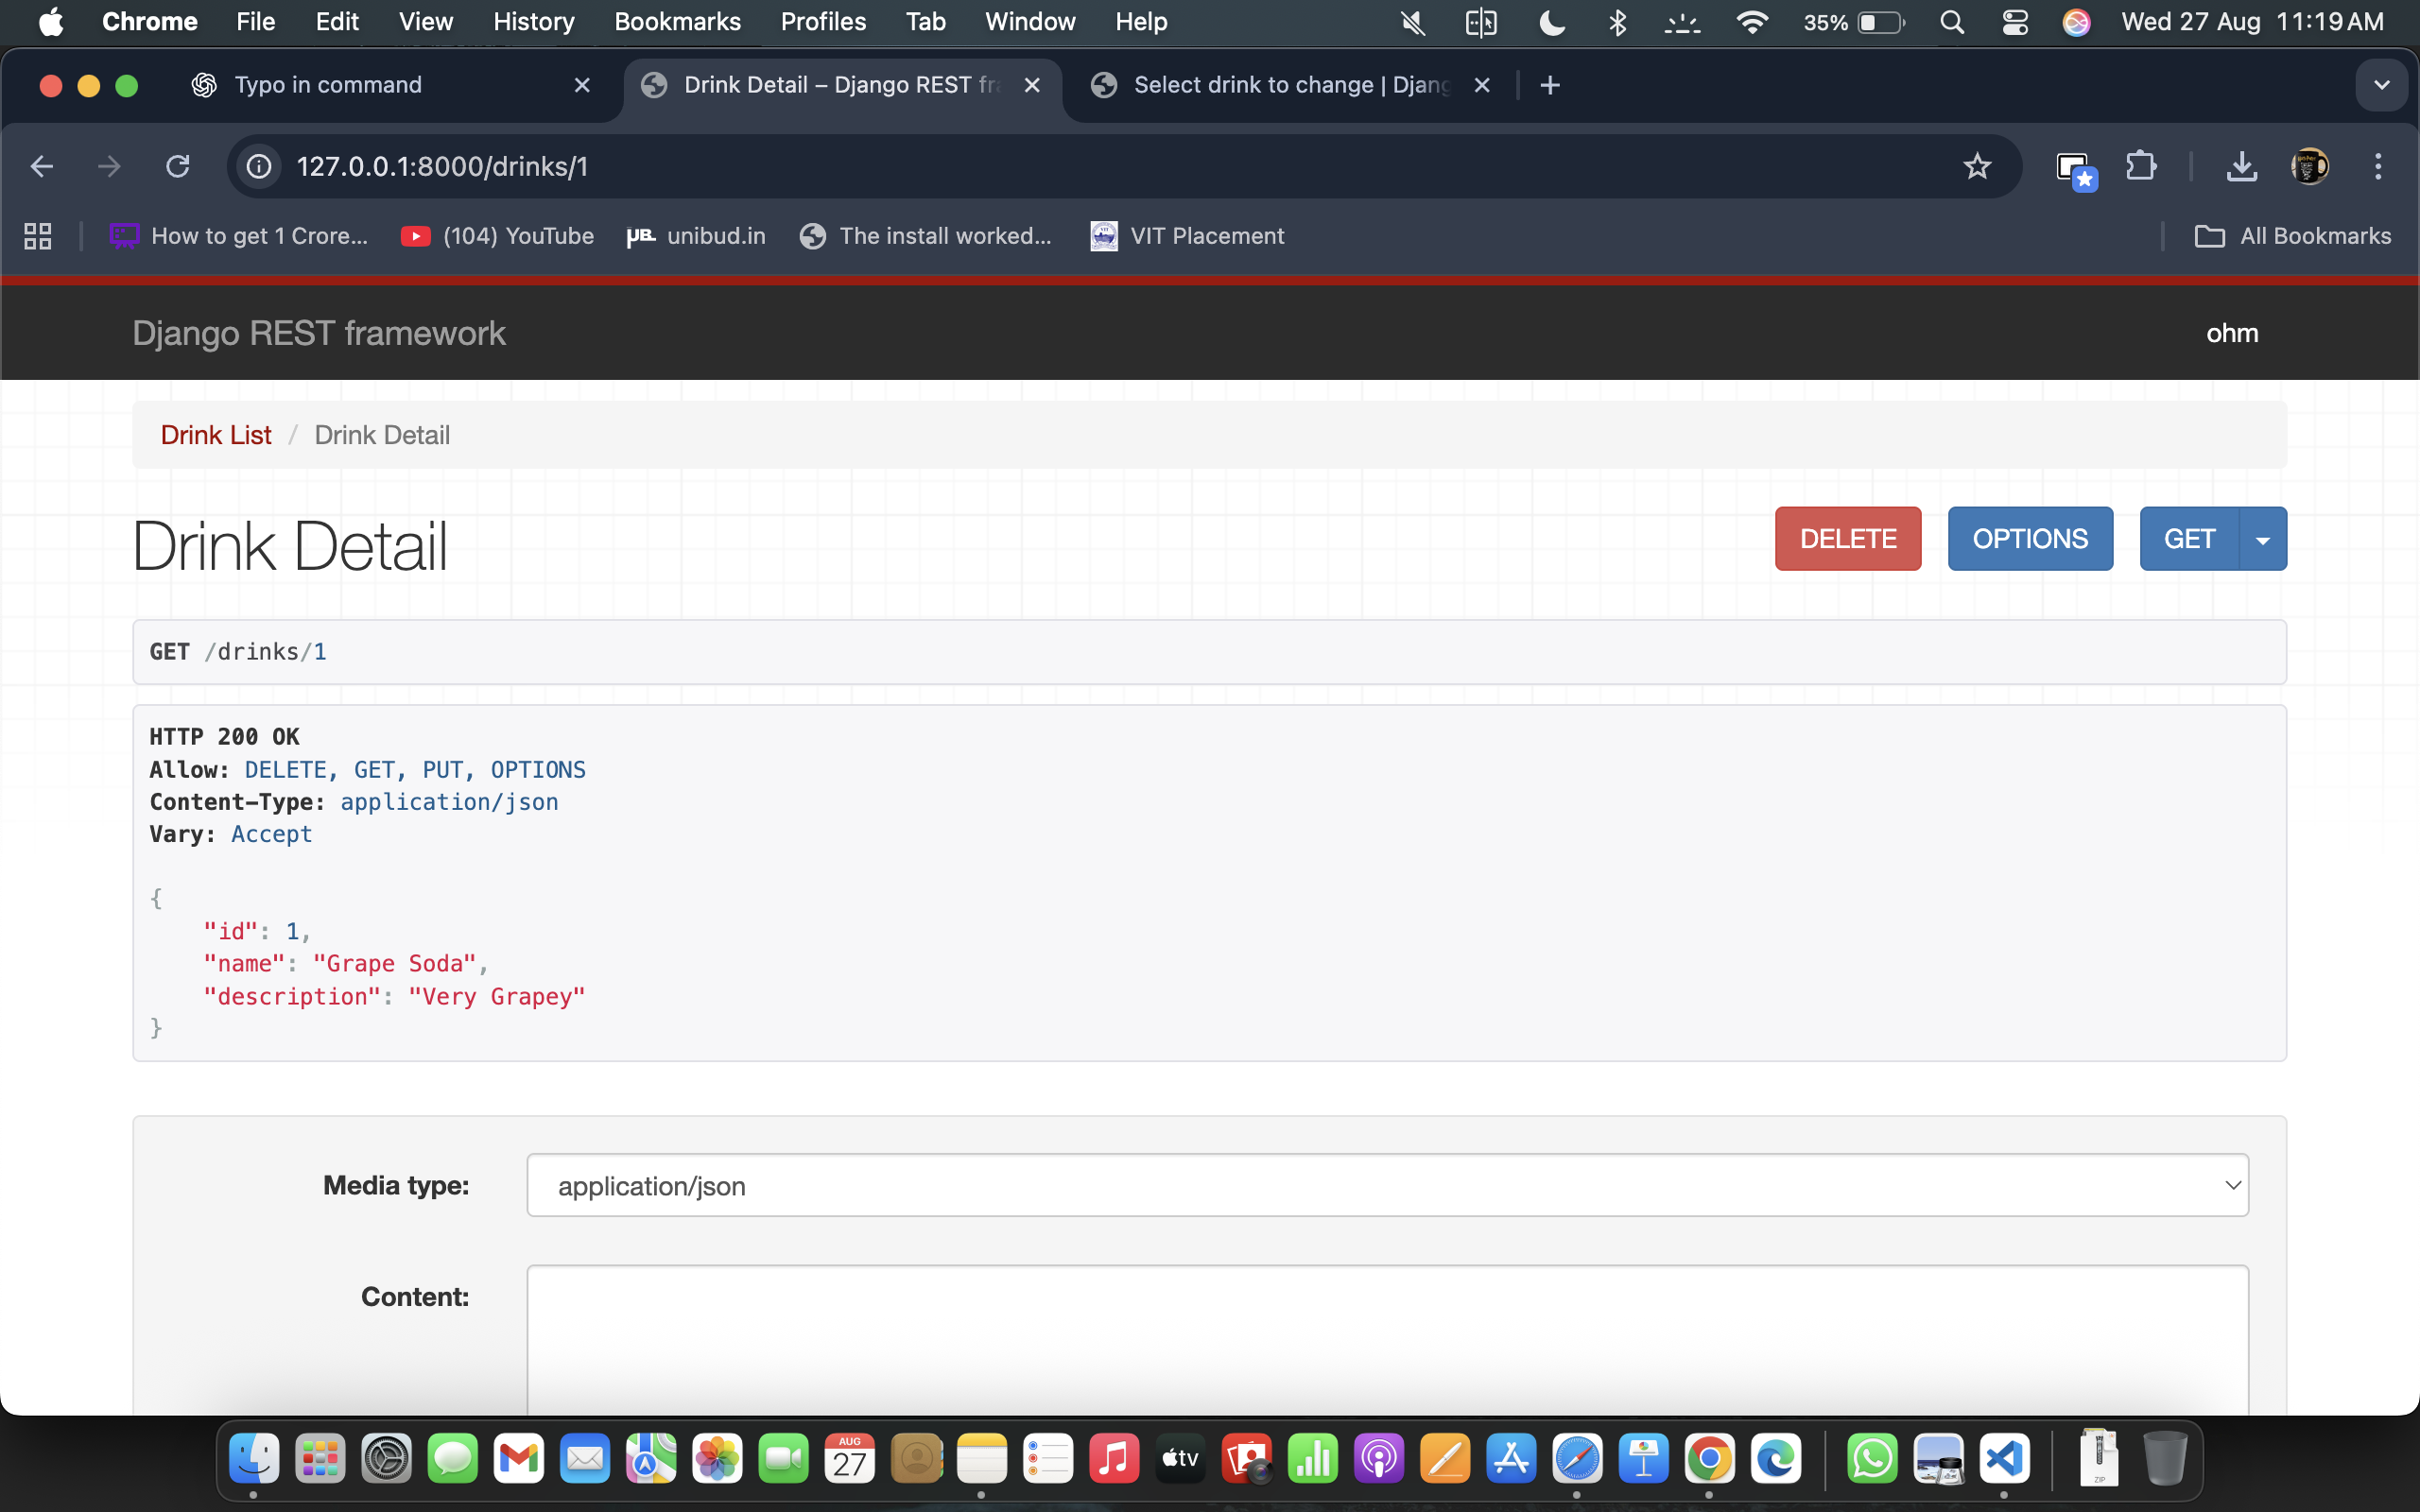 Chrome File Edit View History Bookmarks Profiles Tab Window Help 35% Wed 27 Aug 11:19 AM
Typo in command Drink Detail – Django REST fra Select drink to change | Djang
127.0.0.1:8000/drinks/1
How to get 1 Crore... (104) YouTube µB. unibud.in The install worked... VIT Placement All Bookmarks
Django REST framework ohm
Drink List / Drink Detail
Drink Detail DELETE OPTIONS GET
GET /drinks/1
HTTP 200 OK
Allow: DELETE, GET, PUT, OPTIONS
Content-Type: application/json
Vary: Accept
{
"id": 1,
"name": "Grape Soda",
"description": "Very Grapey"
}
Media type: application/json
Content:
AUG
27
tv
ZIP